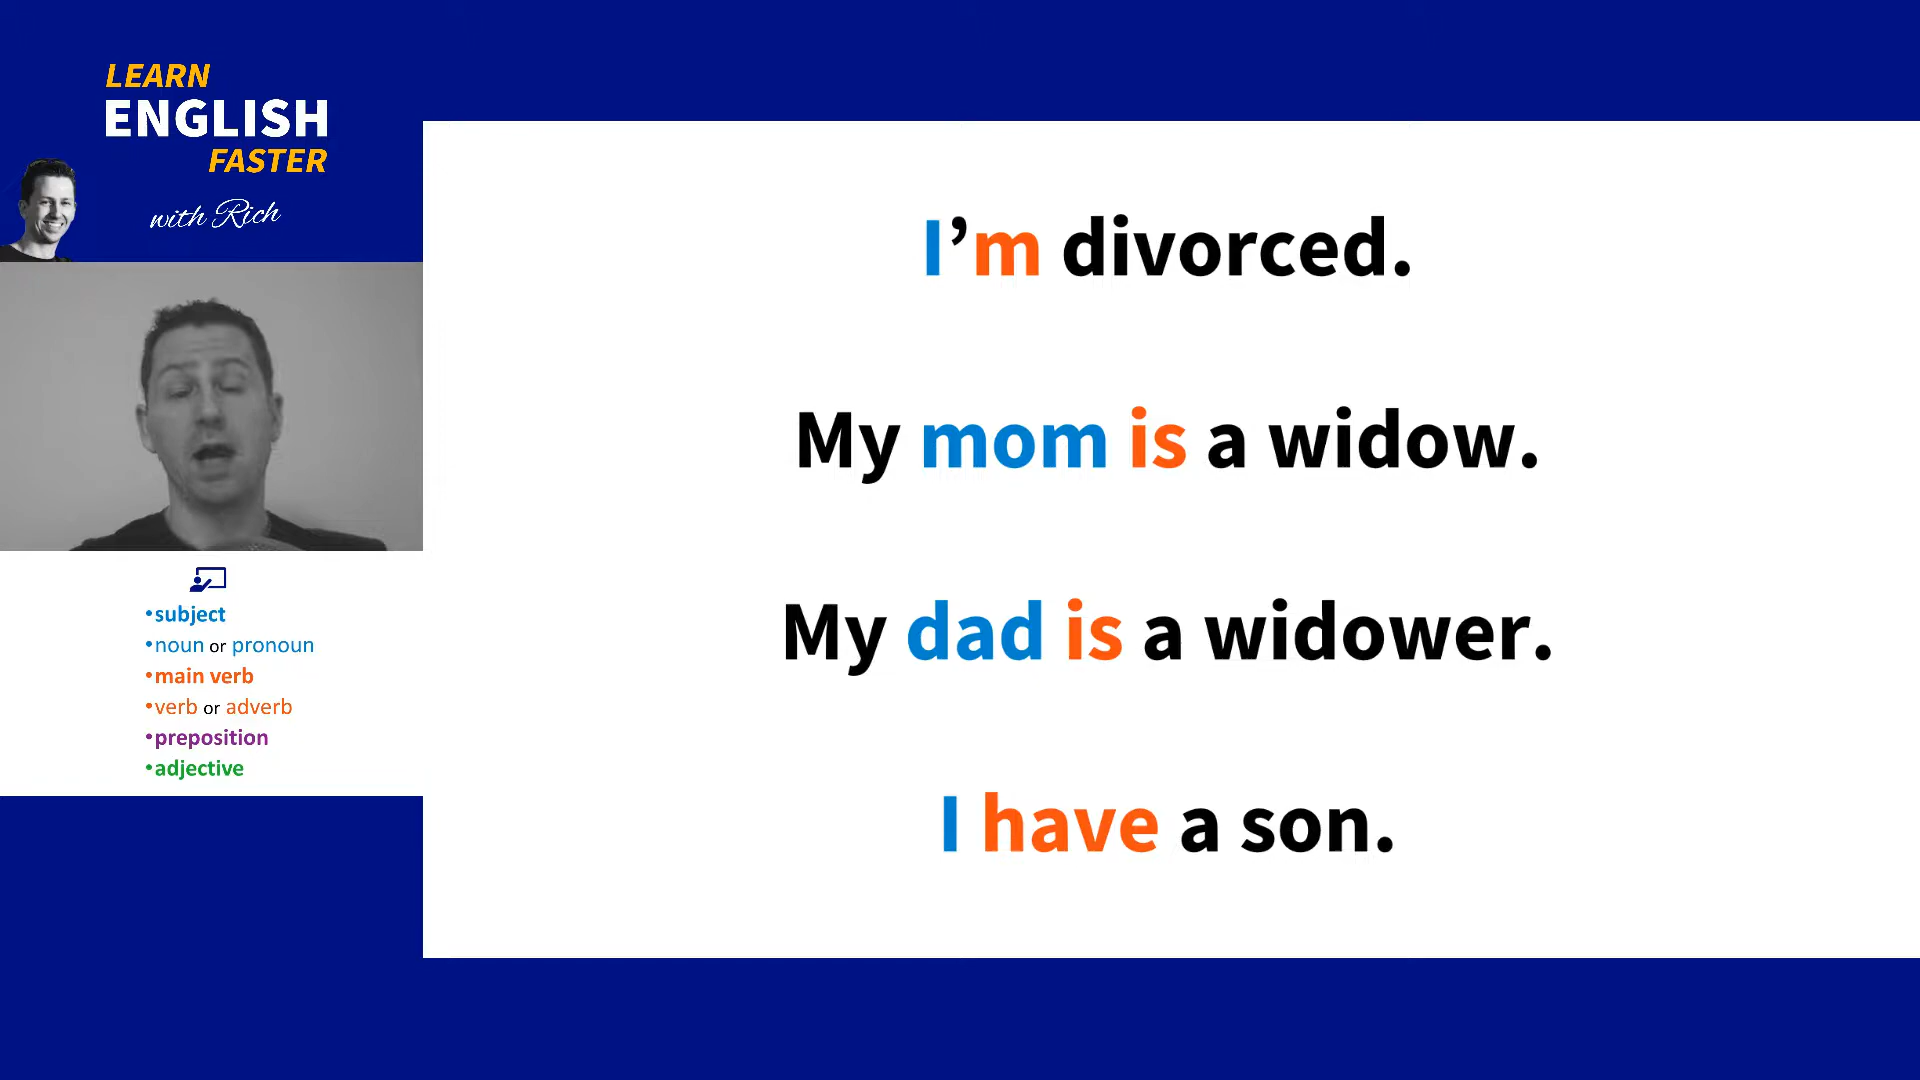 LEARN
ENGLISH
FASTER
with Rich
•subject
•noun or pronoun
•main verb
•verb or adverb
•preposition
•adjective
I’m divorced.
My mom is a widow.
My dad is a widower.
I have a son.